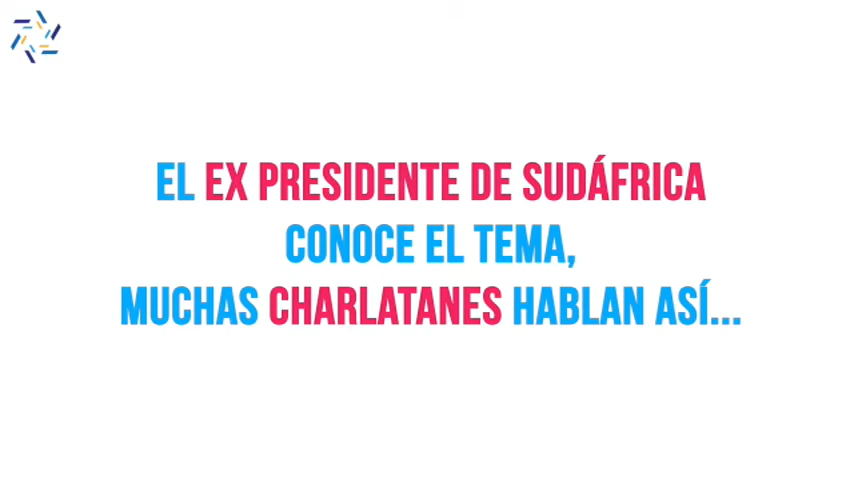 EL EX PRESIDENTE DE SUDÁFRICA
CONOCE EL TEMA,
MUCHAS CHARLATANES HABLAN ASÍ...